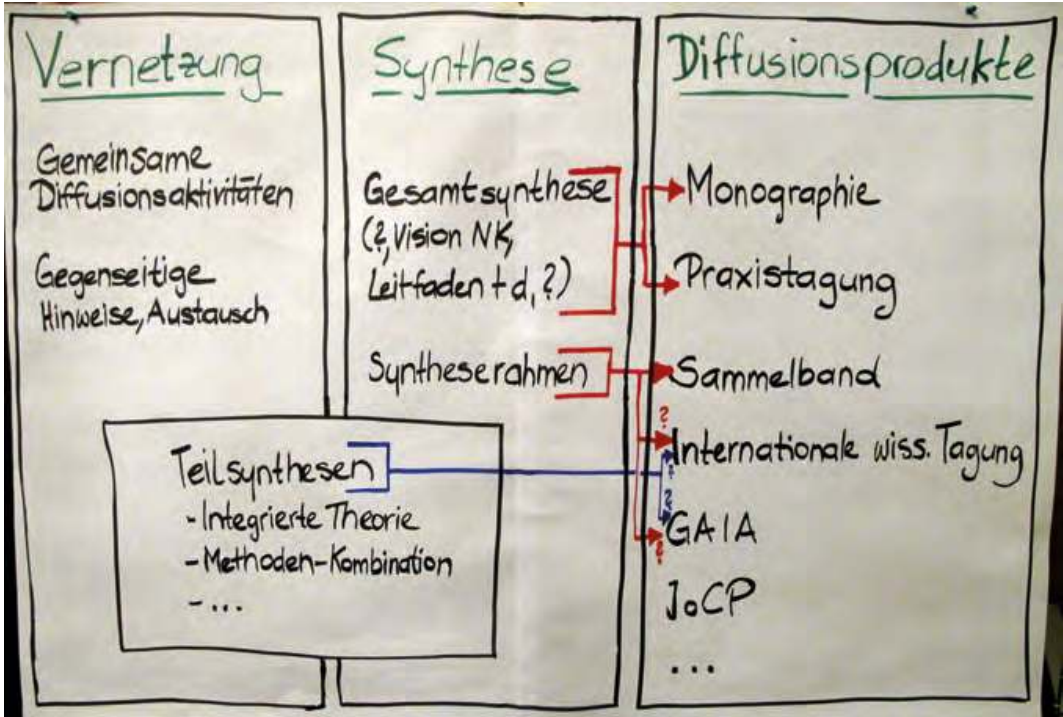 Vernetzung
Gemeinsame
Diffusionsaktivitäten
Gegenseitige
Hinweise, Austausch
Synthese
Gesamtsynthese
(?, Vision NK,
Leitfaden td, ?)
Syntheserahmen
Teilsynthesen
- Integrierte Theorie
- Methoden-Kombination
- ...
Diffusionsprodukte
Monographie
Praxistagung
Sammelband
?
Internationale wiss. Tagung
?
?
GAIA
?
JoCP
...